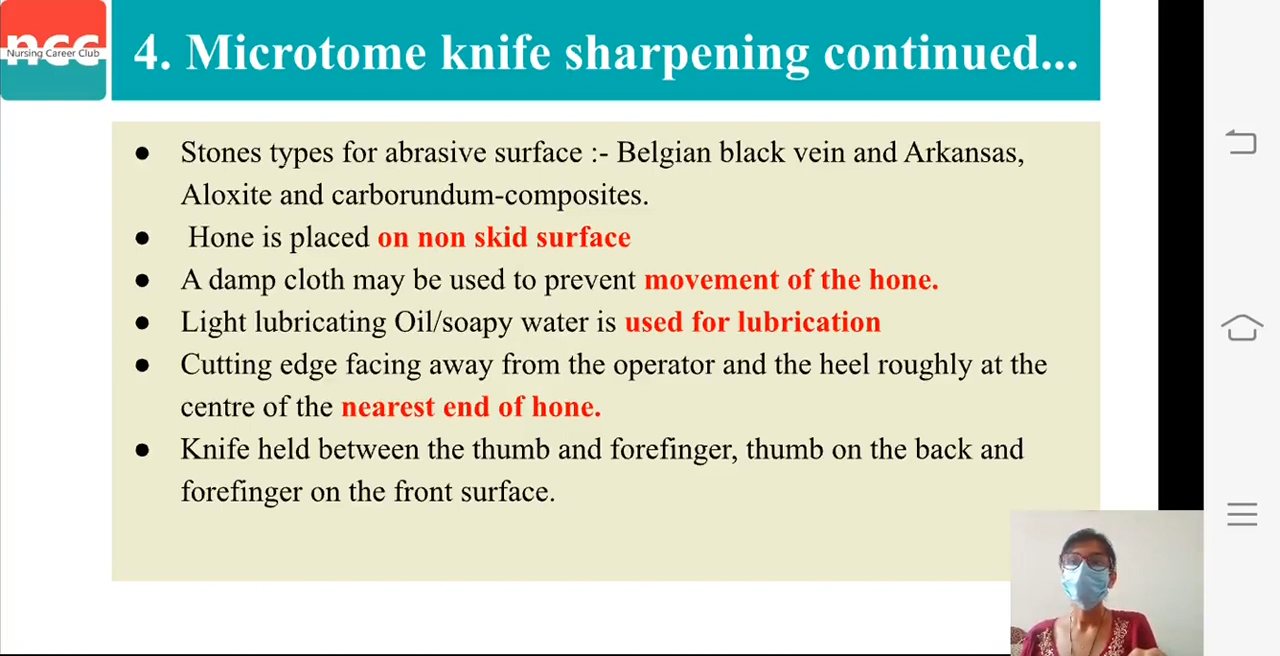 ncc
Nursing Career Club
4. Microtome knife sharpening continued...
● Stones types for abrasive surface :- Belgian black vein and Arkansas,
Aloxite and carborundum-composites.
● Hone is placed on non skid surface
● A damp cloth may be used to prevent movement of the hone.
● Light lubricating Oil/soapy water is used for lubrication
● Cutting edge facing away from the operator and the heel roughly at the
centre of the nearest end of hone.
● Knife held between the thumb and forefinger, thumb on the back and
forefinger on the front surface.